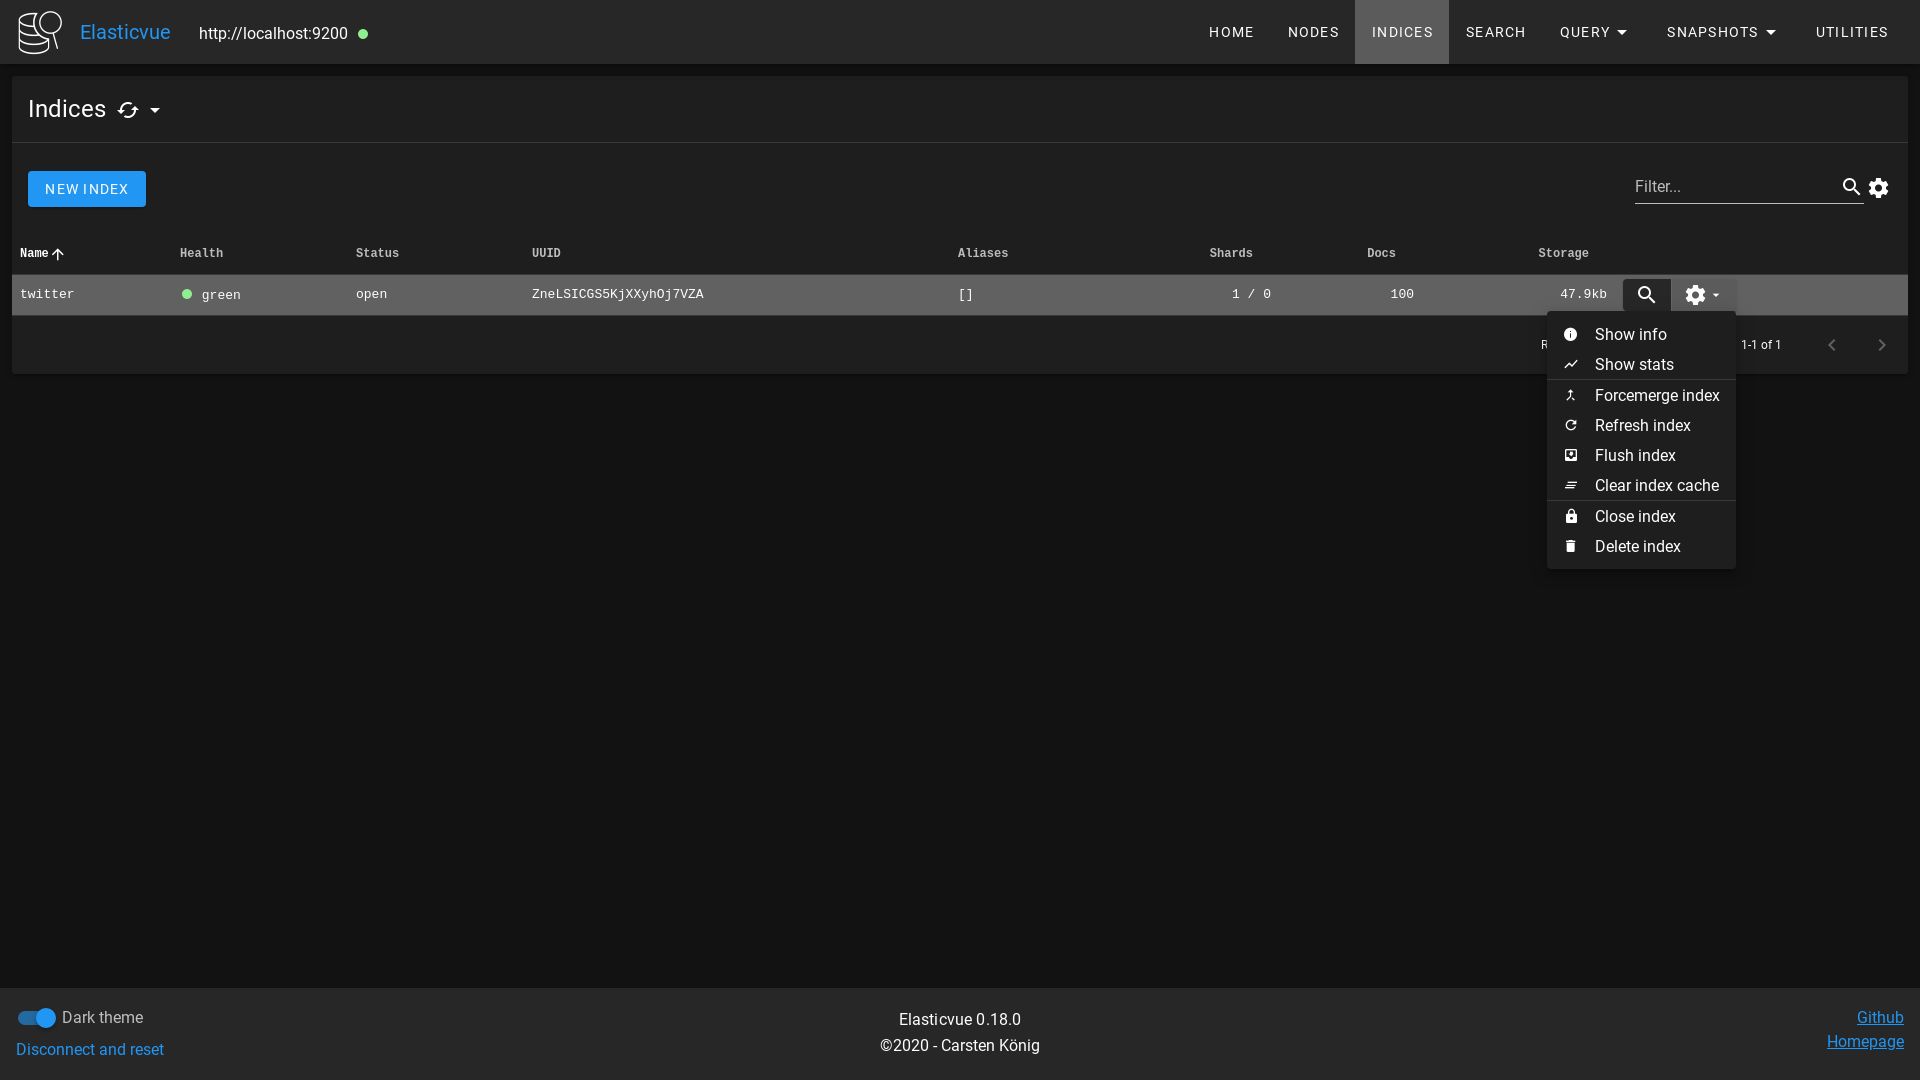 Elasticvue http://localhost:9200 HOME NODES INDICES SEARCH QUERY SNAPSHOTS UTILITIES
Indices
NEW INDEX Filter...
Name Health Status UUID Aliases Shards Docs Storage
twitter green open ZneLSICGS5KjXXyhOj7VZA [] 1 / 0 100 47.9kb
1-1 of 1
Show info
Show stats
Forcemerge index
Refresh index
Flush index
Clear index cache
Close index
Delete index
Dark theme
Disconnect and reset
Elasticvue 0.18.0
©2020 - Carsten König
Github
Homepage